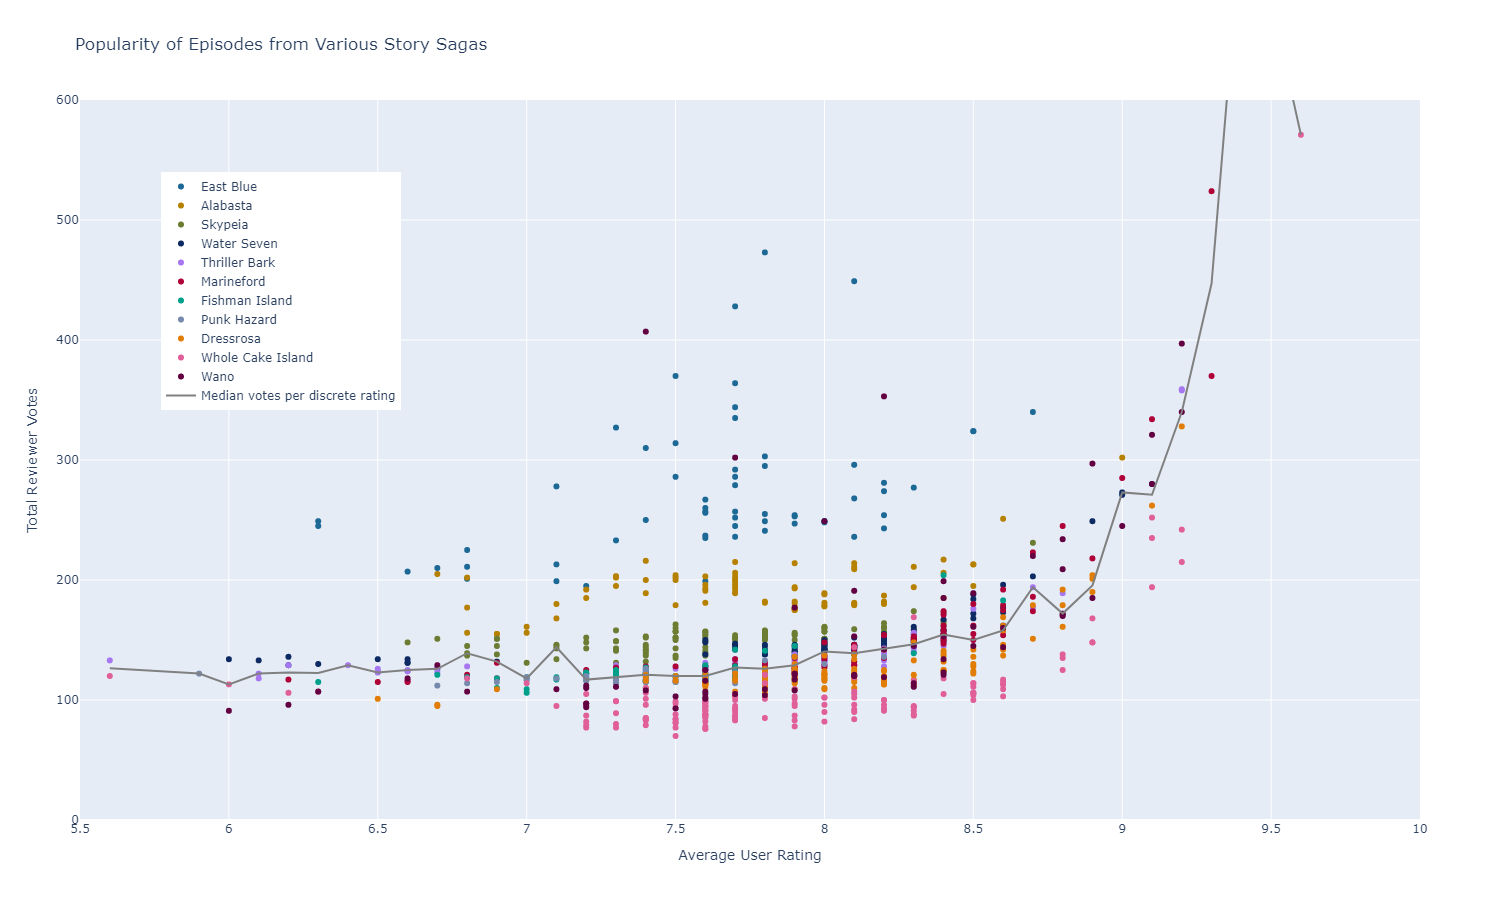 Popularity of Episodes from Various Story Sagas
600
500
400
300
200
100
0
Total Reviewer Votes
East Blue
Alabasta
Skypeia
Water Seven
Thriller Bark
Marineford
Fishman Island
Punk Hazard
Dressrosa
Whole Cake Island
Wano
Median votes per discrete rating
5.5 6 6.5 7 7.5 8 8.5 9 9.5 10
Average User Rating